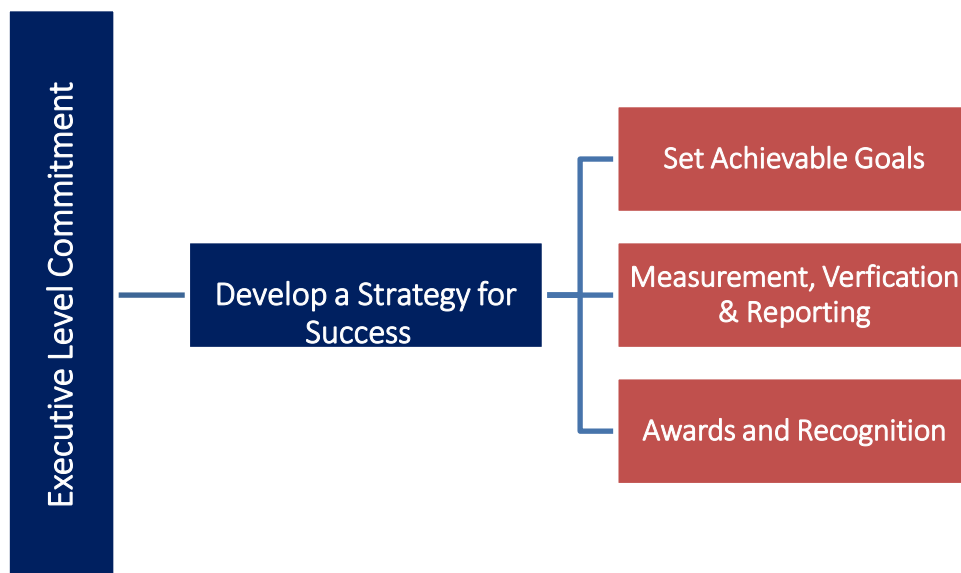 Executive Level Commitment
Develop a Strategy for
Success
Set Achievable Goals
Measurement, Verfication
& Reporting
Awards and Recognition